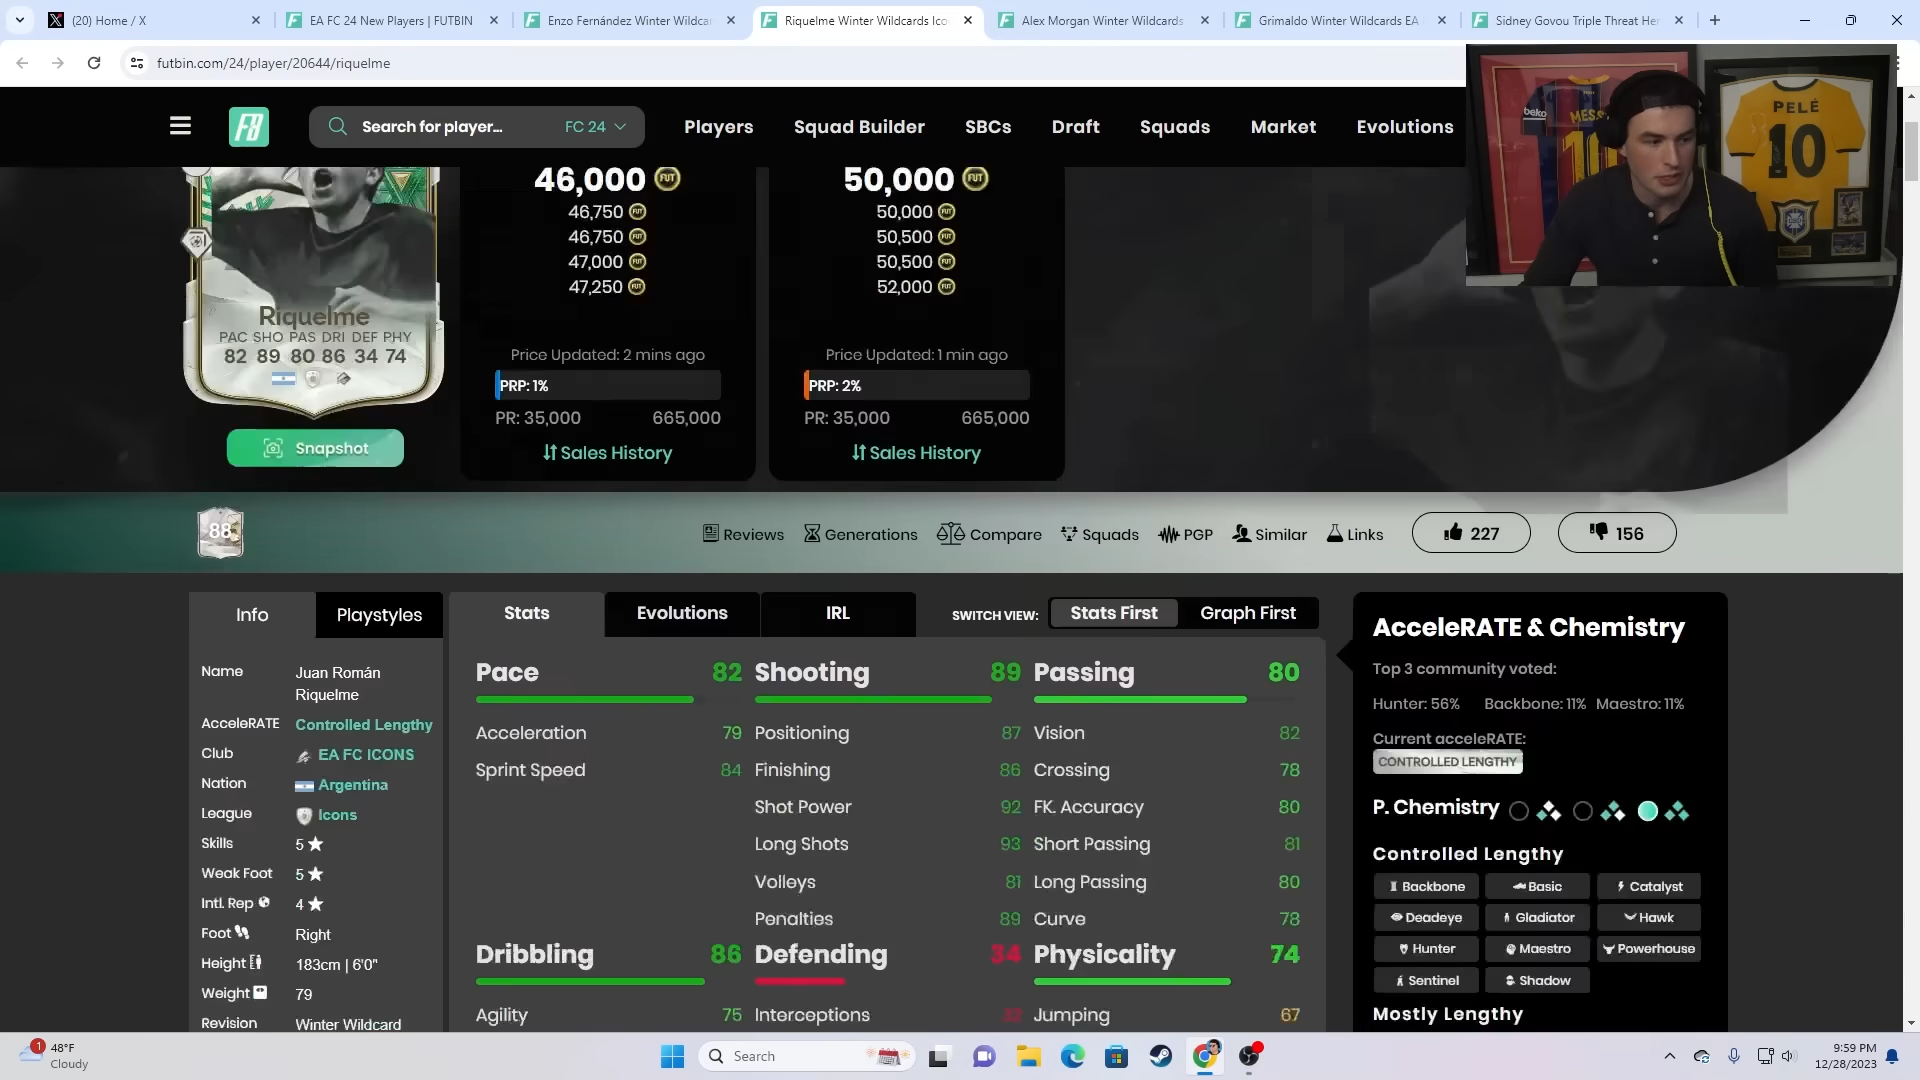 (20) Home / X
EA FC 24 New Players | FUTBIN
Enzo Fernández Winter Wildcar
Riquelme Winter Wildcards Ico
Alex Morgan Winter Wildcards
Grimaldo Winter Wildcards EA
Sidney Govou Triple Threat Her
futbin.com/24/player/20644/riquelme
Search for player...
FC 24
Players
Squad Builder
SBCs
Draft
Squads
Market
Evolutions
MESS
10
PELÉ
10
beko
46,000
46,750
46,750
47,000
47,250
Price Updated: 2 mins ago
PRP: 1%
PR: 35,000 665,000
Sales History
50,000
50,000
50,500
50,500
52,000
Price Updated: 1 min ago
PRP: 2%
PR: 35,000 665,000
Sales History
Riquelme
PAC SHO PAS DRI DEF PHY
82 89 80 86 34 74
Snapshot
88
Reviews
Generations
Compare
Squads
PGP
Similar
Links
227
156
Info
Playstyles
Name Juan Román Riquelme
AcceleRATE Controlled Lengthy
Club EA FC ICONS
Nation Argentina
League Icons
Skills 5
Weak Foot 5
Intl. Rep 4
Foot Right
Height 183cm | 6'0"
Weight 79
Revision Winter Wildcard
Stats
Evolutions
IRL
SWITCH VIEW:
Stats First
Graph First
Pace 82
Acceleration 79
Sprint Speed 84
Shooting 89
Positioning 87
Finishing 86
Shot Power 92
Long Shots 93
Volleys 81
Penalties 89
Passing 80
Vision 82
Crossing 78
FK. Accuracy 80
Short Passing 81
Long Passing 80
Curve 78
Dribbling 86
Agility 75
Defending 34
Interceptions
Physicality 74
Jumping 67
AcceleRATE & Chemistry
Top 3 community voted:
Hunter: 56% Backbone: 11% Maestro: 11%
Current acceleRATE:
CONTROLLED LENGTHY
P. Chemistry
Controlled Lengthy
Backbone
Basic
Catalyst
Deadeye
Gladiator
Hawk
Hunter
Maestro
Powerhouse
Sentinel
Shadow
Mostly Lengthy
1
48°F
Cloudy
Search
9:59 PM
12/28/2023